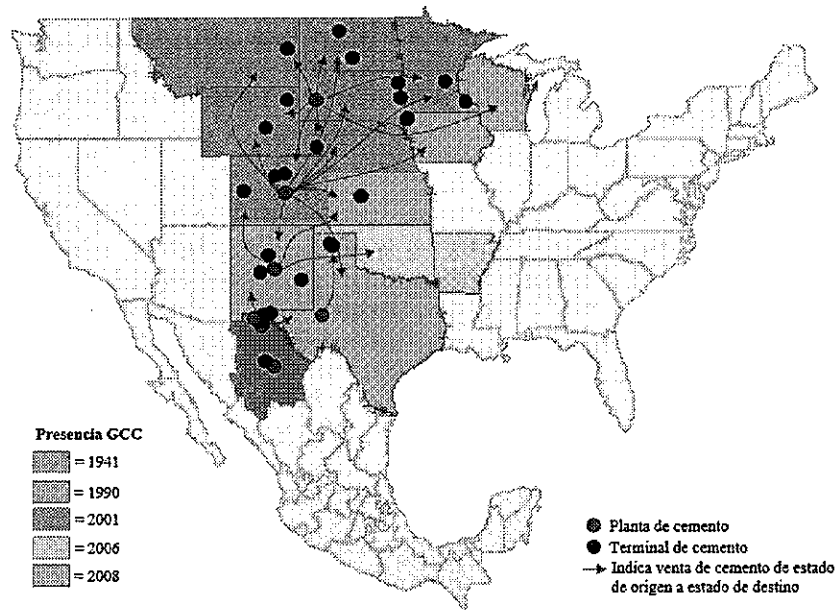 Presencia GCC
= 1941
= 1990
= 2001
= 2006
= 2008
Planta de cemento
Terminal de cemento
Indica venta de cemento de estado
de origen a estado de destino